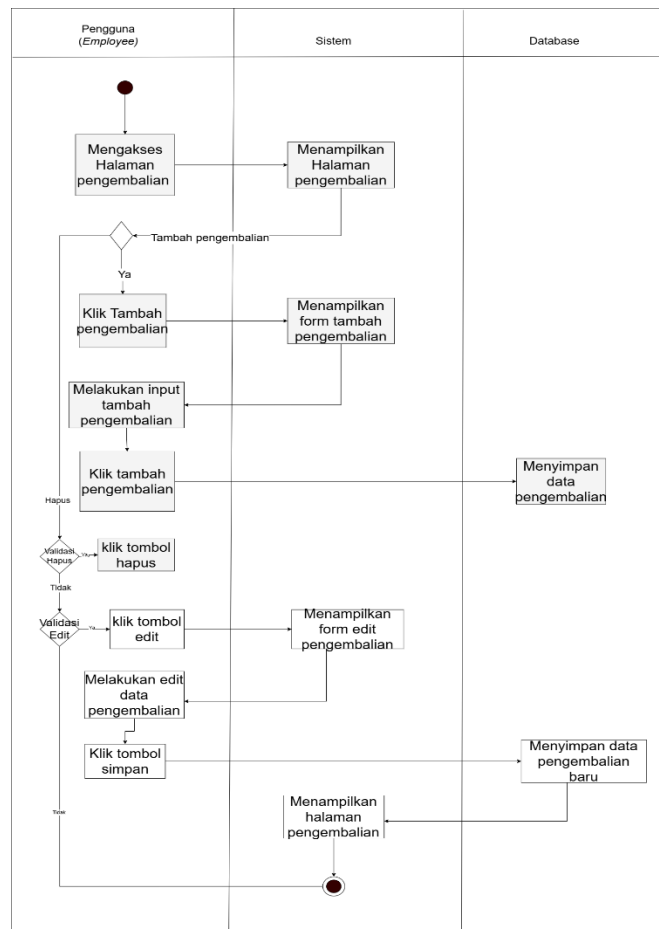 Pengguna
(Employee)
Sistem
Database
Mengakses
Halaman
pengembalian
Menampilkan
Halaman
pengembalian
Tambah pengembalian
Ya
Klik Tambah
pengembalian
Menampilkan
form tambah
pengembalian
Melakukan input
tambah
pengembalian
Klik tambah
pengembalian
Menyimpan
data
pengembalian
Hapus
Validasi
Hapus
Ya
klik tombol
hapus
Tidak
Validasi
Edit
Ya
klik tombol
edit
Menampilkan
form edit
pengembalian
Melakukan edit
data
pengembalian
Klik tombol
simpan
Menyimpan data
pengembalian
baru
Tidak
Menampilkan
halaman
pengembalian